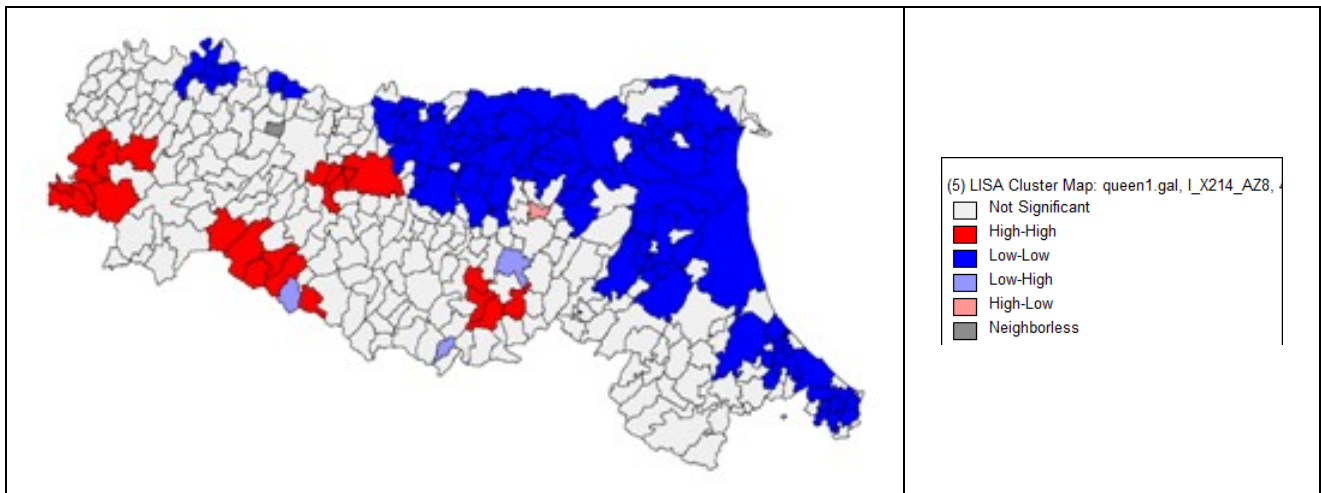 (5) LISA Cluster Map: queen1.gal, I_X214_AZ8,
Not Significant
High-High
Low-Low
Low-High
High-Low
Neighborless